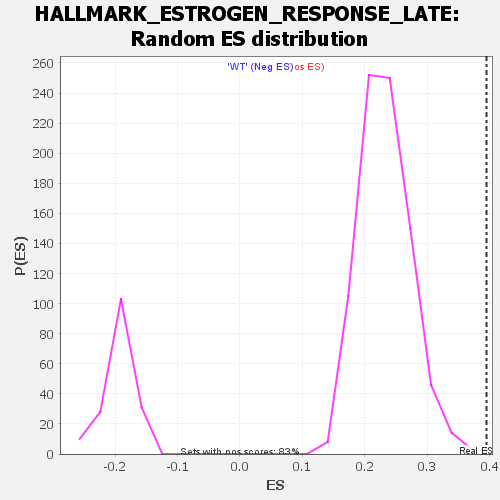 HALLMARK_ESTROGEN_RESPONSE_LATE:
Random ES distribution
'WT' (Neg ES)os ES)
260
240
220
200
180
160
140
120
100
80
60
40
20
0
P(ES)
Sets with pos scores: 83%
Real ES
-0.2 -0.1 0.0 0.1 0.2 0.3 0.4
ES